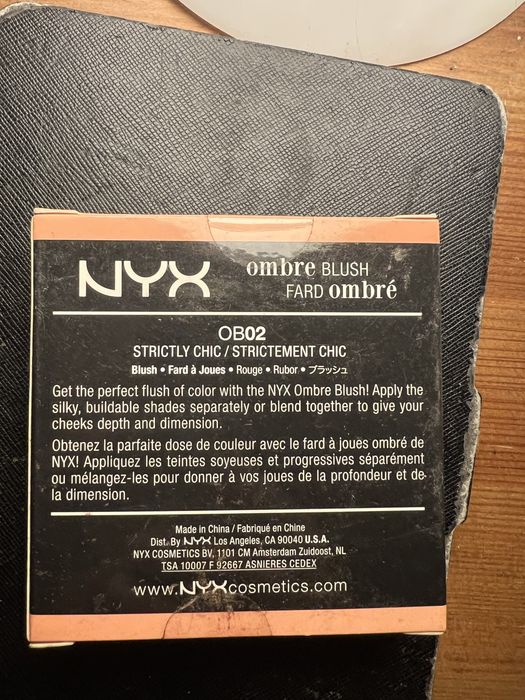 NYX
ombre BLUSH
FARD ombré
OB02
STRICTLY CHIC / STRICTEMENT CHIC
Blush • Fard à Joues • Rouge • Rubor • ブラッシュ
Get the perfect flush of color with the NYX Ombre Blush! Apply the
silky, buildable shades separately or blend together to give your
cheeks depth and dimension.
Obtenez la parfaite dose de couleur avec le fard à joues ombré de
NYX! Appliquez les teintes soyeuses et progressives séparément
ou mélangez-les pour donner à vos joues de la profondeur et de
la dimension.
Made in China / Fabriqué en Chine
Dist. By NYX Los Angeles, CA 90040 U.S.A.
NYX COSMETICS BV, 1101 CM Amsterdam Zuidoost, NL
TSA 10007 F 92667 ASNIERES CEDEX
www.NYXcosmetics.com